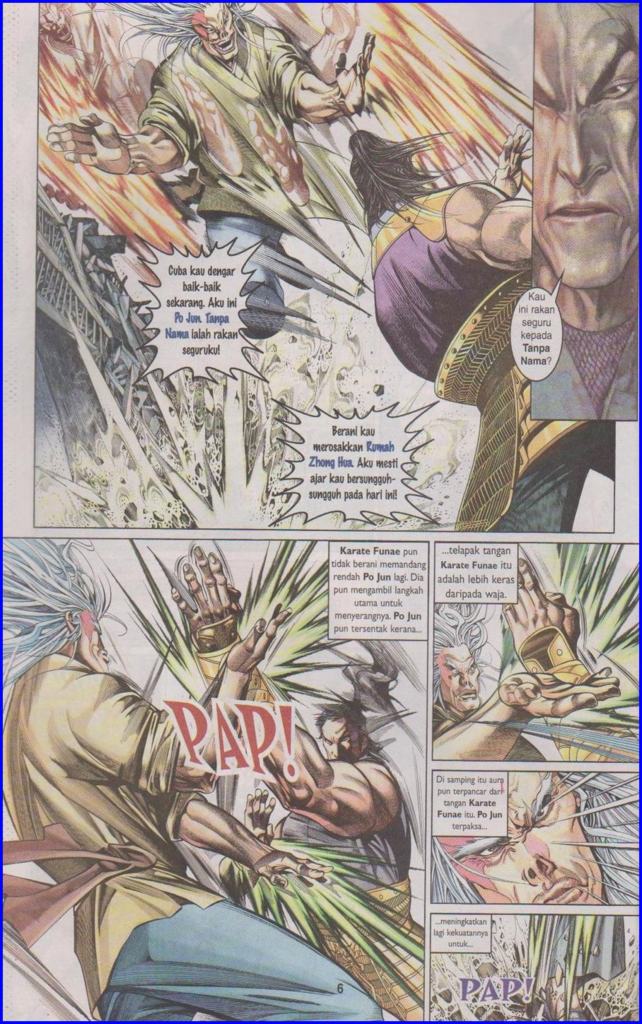 Cuba kau dengar
baik-baik
sekarang. Aku ini
Po Jun. Tanpa
Nama ialah rakan
seguruku!
Kau
ini rakan
seguru
kepada
Tanpa
Nama?
Berani kau
merosakkan Rumah
Zhong Hua. Aku mesti
ajar kau bersungguh-
sungguh pada hari ini!
Karate Funae pun
tidak berani memandang
rendah Po Jun lagi. Dia
pun mengambil langkah
utama untuk
menyerangnya. Po Jun
pun tersentak kerana...
PAP!
...telapak tangan
Karate Funae itu
adalah lebih keras
daripada waja.
Di samping itu aura
pun terpancar dari
tangan Karate
Funae itu. Po Jun
terpaksa...
...meningkatkan
lagi kekuatannya
untuk...
PAP!
6